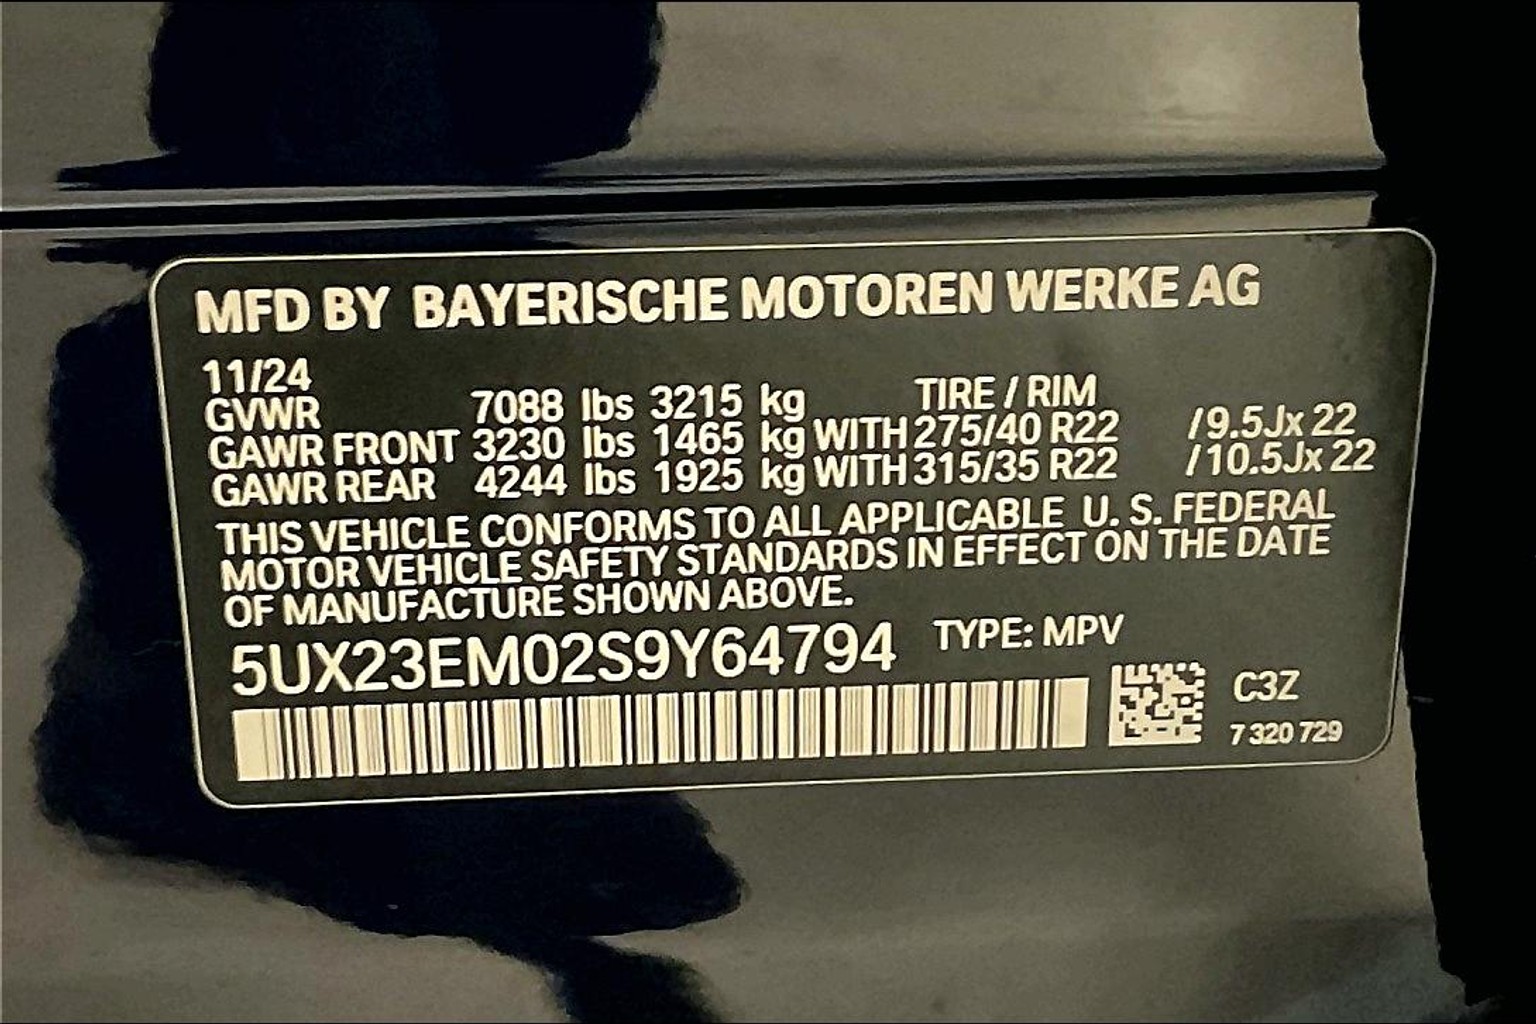 MFD BY BAYERISCHE MOTOREN WERKE AG
11/24
GVWR 7088 lbs 3215 kg TIRE / RIM
GAWR FRONT 3230 lbs 1465 kg WITH 275/40 R22 /9.5Jx 22
GAWR REAR 4244 lbs 1925 kg WITH 315/35 R22 /10.5Jx 22
THIS VEHICLE CONFORMS TO ALL APPLICABLE U. S. FEDERAL
MOTOR VEHICLE SAFETY STANDARDS IN EFFECT ON THE DATE
OF MANUFACTURE SHOWN ABOVE.
5UX23EM02S9Y64794 TYPE: MPV
C3Z
7 320 729